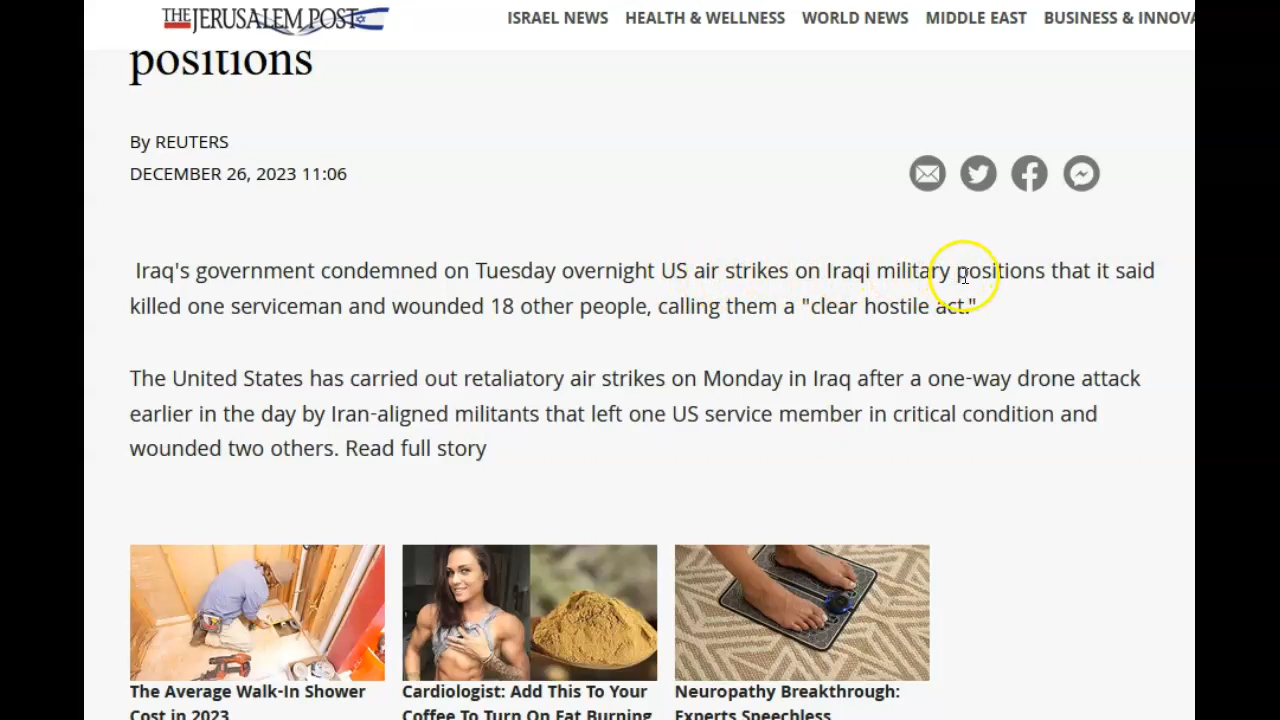 THE JERUSALEM POST
ISRAEL NEWS HEALTH & WELLNESS WORLD NEWS MIDDLE EAST BUSINESS & INNOVA
positions
By REUTERS
DECEMBER 26, 2023 11:06
Iraq's government condemned on Tuesday overnight US air strikes on Iraqi military positions that it said
killed one serviceman and wounded 18 other people, calling them a "clear hostile act."
The United States has carried out retaliatory air strikes on Monday in Iraq after a one-way drone attack
earlier in the day by Iran-aligned militants that left one US service member in critical condition and
wounded two others. Read full story
The Average Walk-In Shower
Cost in 2023
Cardiologist: Add This To Your
Coffee To Turn On Fat Burning
Neuropathy Breakthrough:
Experts Speechless